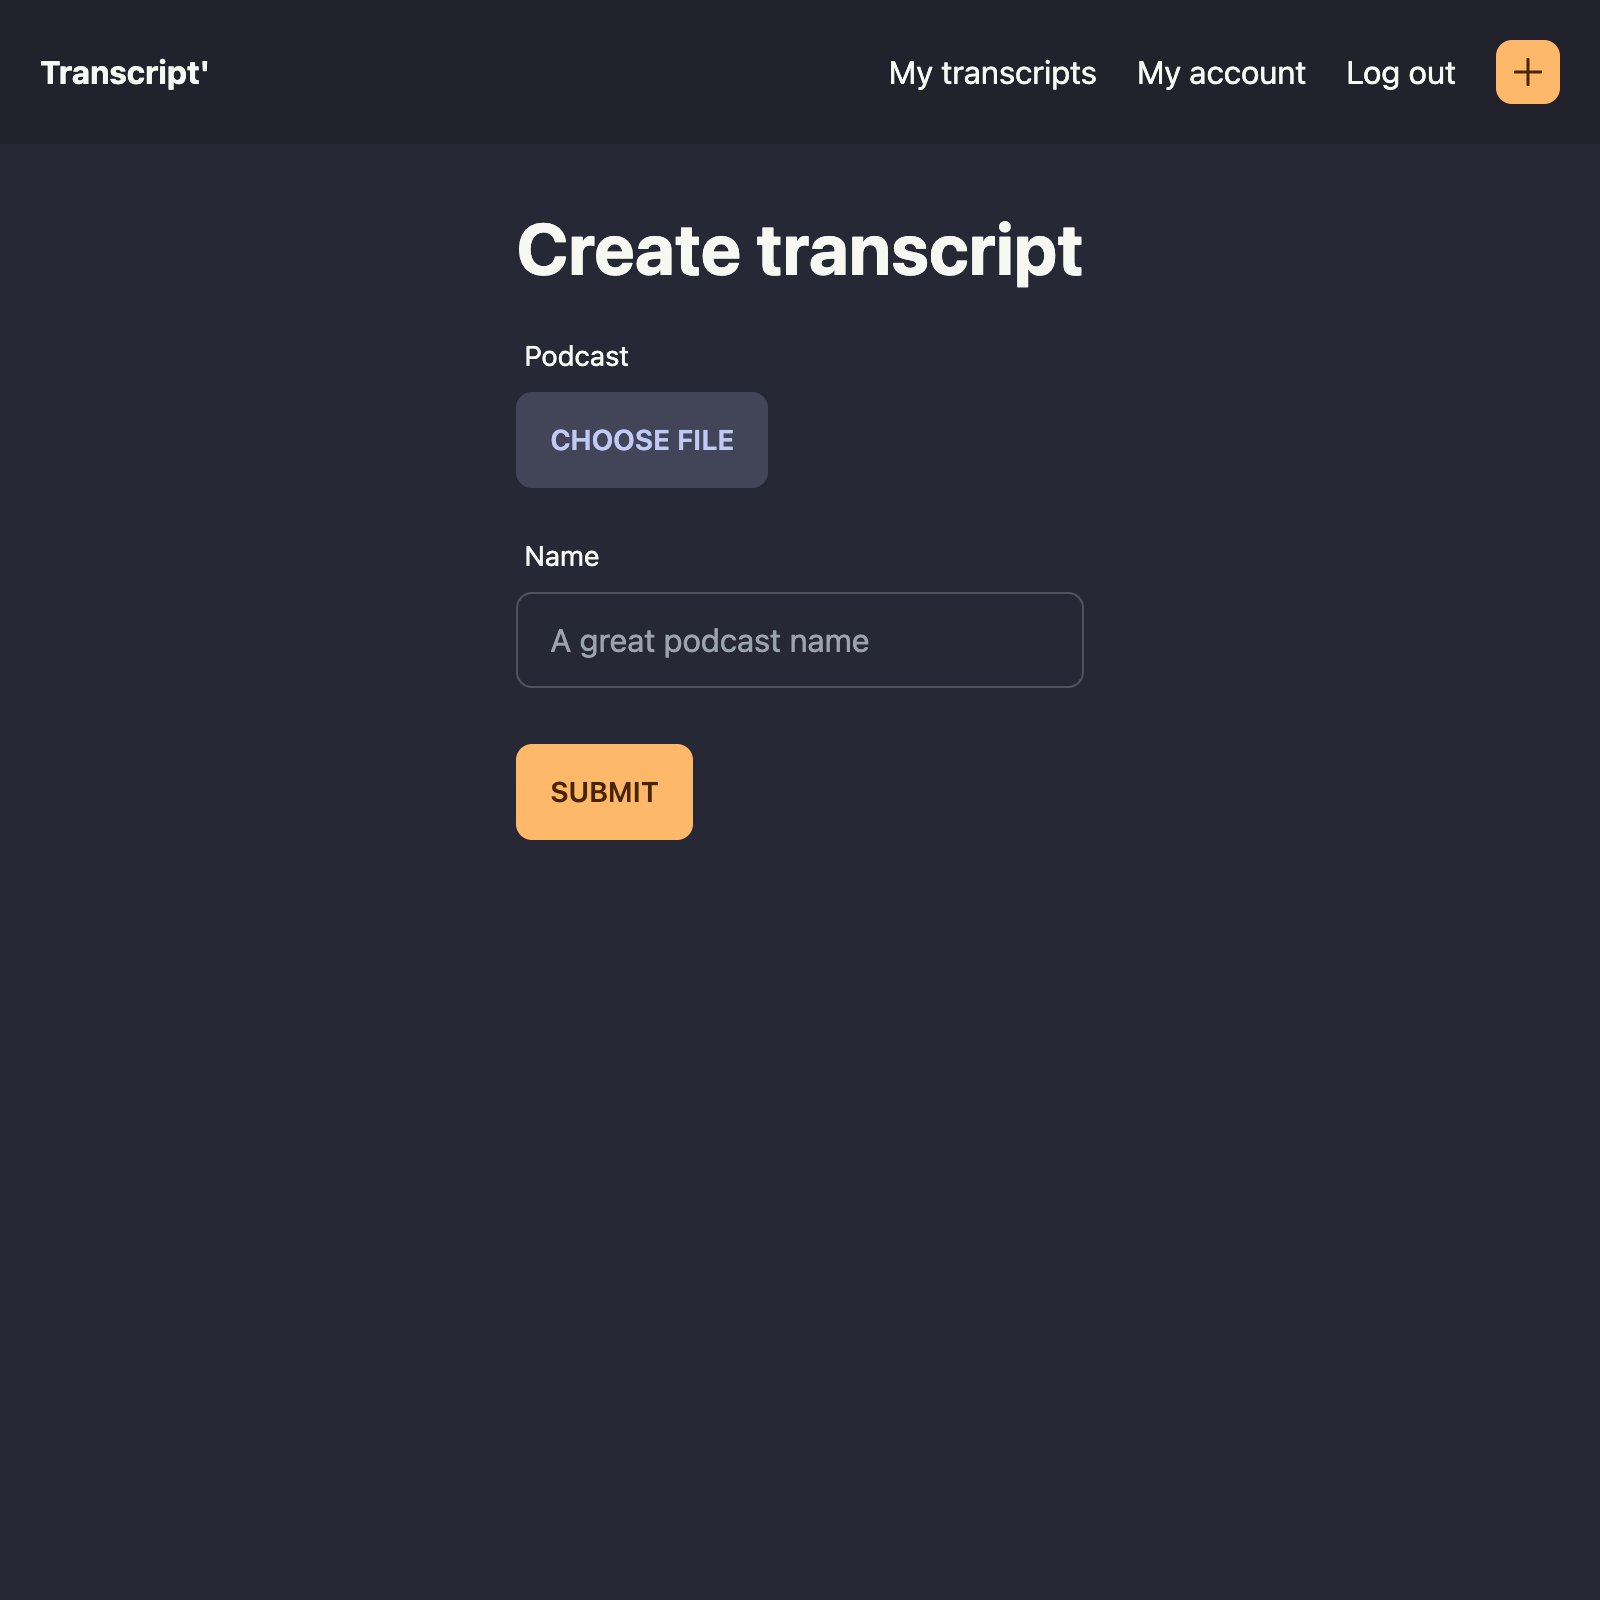 Transcript'
My transcripts
My account
Log out
Create transcript
Podcast
CHOOSE FILE
Name
A great podcast name
SUBMIT